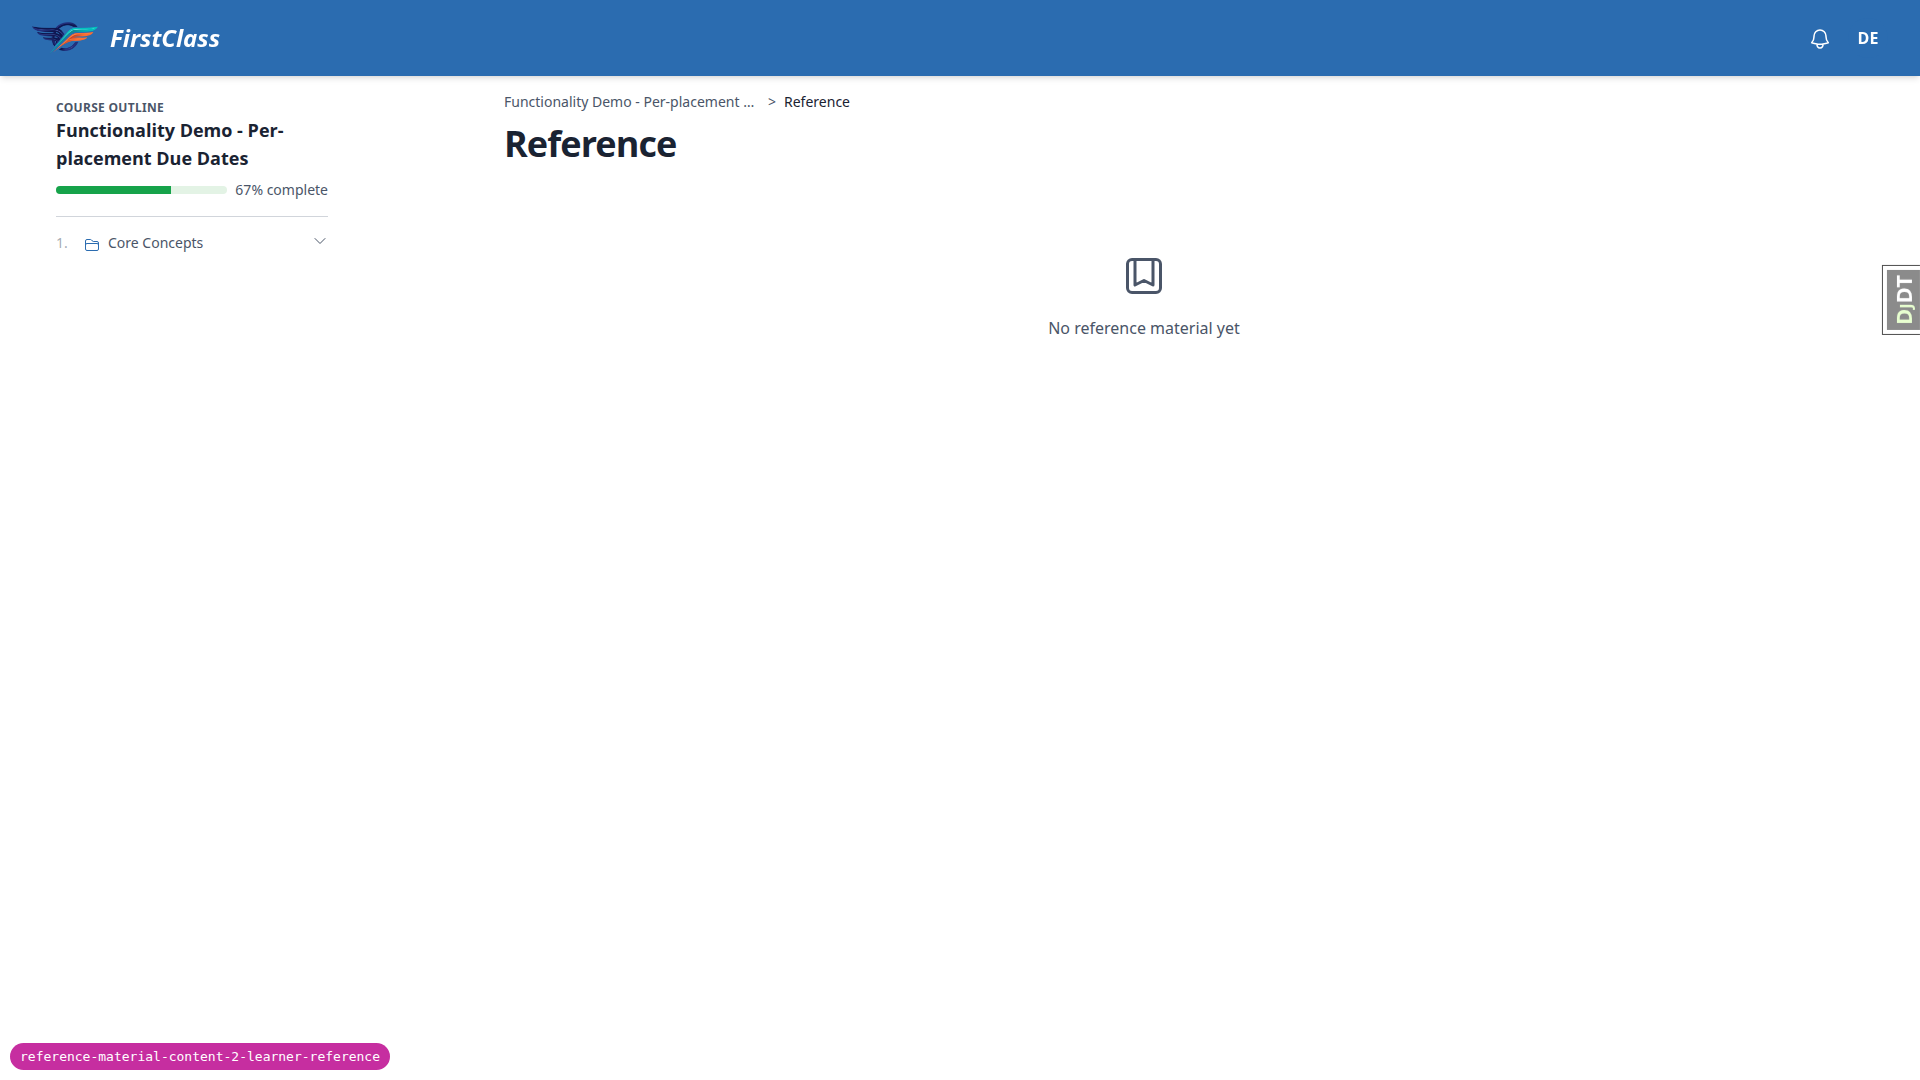 FirstClass
DE
COURSE OUTLINE
Functionality Demo - Per-
placement Due Dates
67% complete
1. Core Concepts
Functionality Demo - Per-placement ... > Reference
Reference
No reference material yet
DjDT
reference-material-content-2-learner-reference